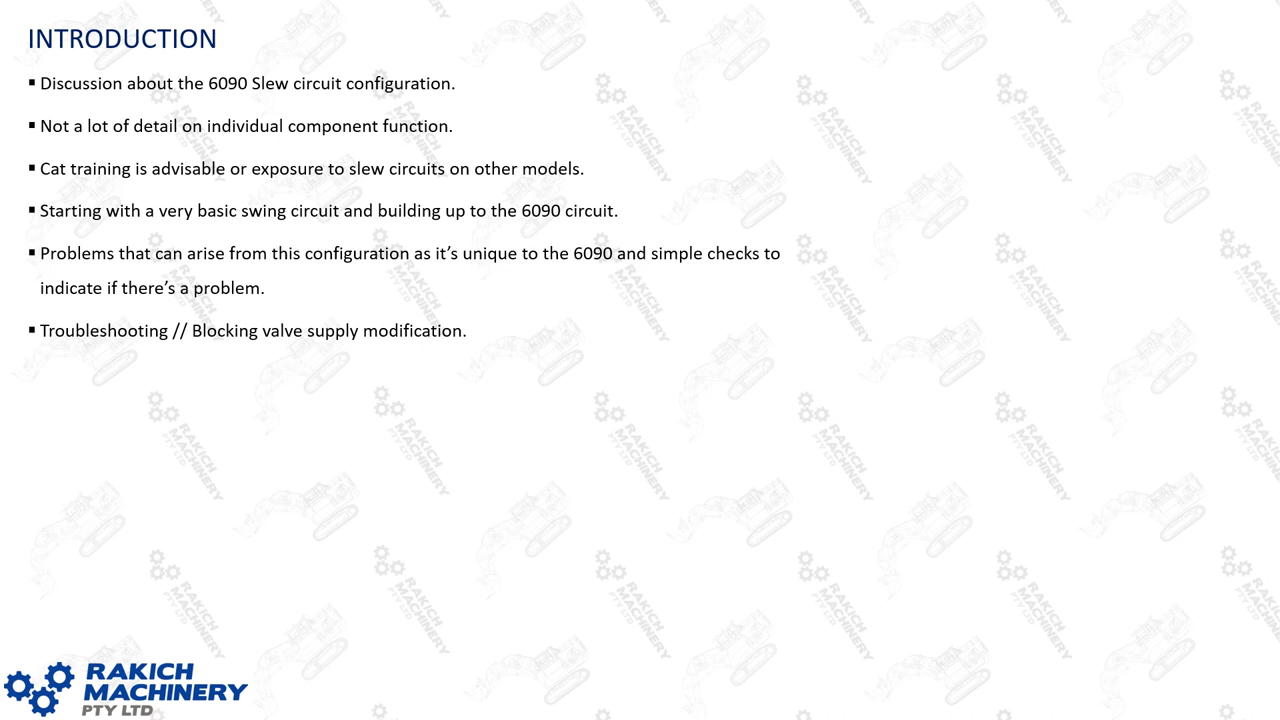 INTRODUCTION
▪ Discussion about the 6090 Slew circuit configuration.
▪ Not a lot of detail on individual component function.
▪ Cat training is advisable or exposure to slew circuits on other models.
▪ Starting with a very basic swing circuit and building up to the 6090 circuit.
▪ Problems that can arise from this configuration as it’s unique to the 6090 and simple checks to
indicate if there’s a problem.
▪ Troubleshooting // Blocking valve supply modification.
RAKICH
MACHINERY
PTY LTD